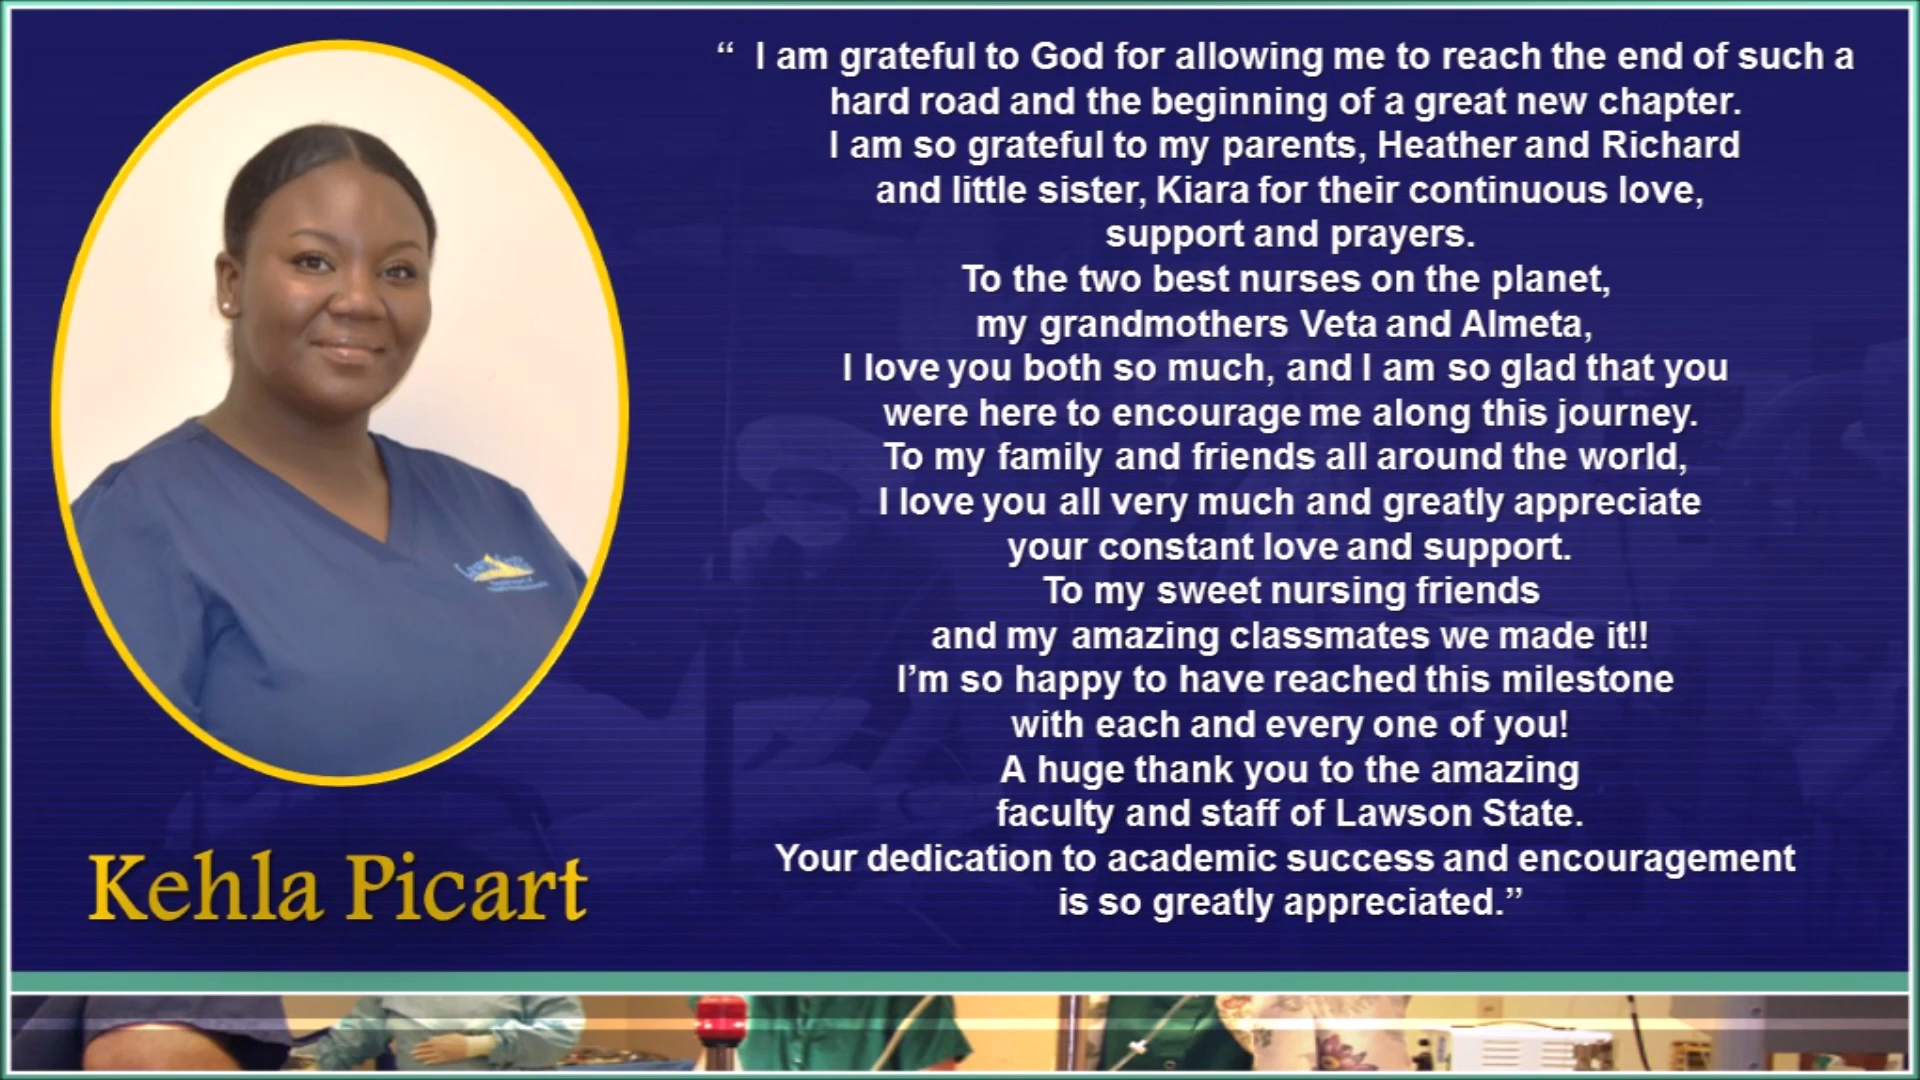 “ I am grateful to God for allowing me to reach the end of such a
hard road and the beginning of a great new chapter.
I am so grateful to my parents, Heather and Richard
and little sister, Kiara for their continuous love,
support and prayers.
To the two best nurses on the planet,
my grandmothers Veta and Almeta,
I love you both so much, and I am so glad that you
were here to encourage me along this journey.
To my family and friends all around the world,
I love you all very much and greatly appreciate
your constant love and support.
To my sweet nursing friends
and my amazing classmates we made it!!
I’m so happy to have reached this milestone
with each and every one of you!
A huge thank you to the amazing
faculty and staff of Lawson State.
Your dedication to academic success and encouragement
is so greatly appreciated.”
Kehla Picart